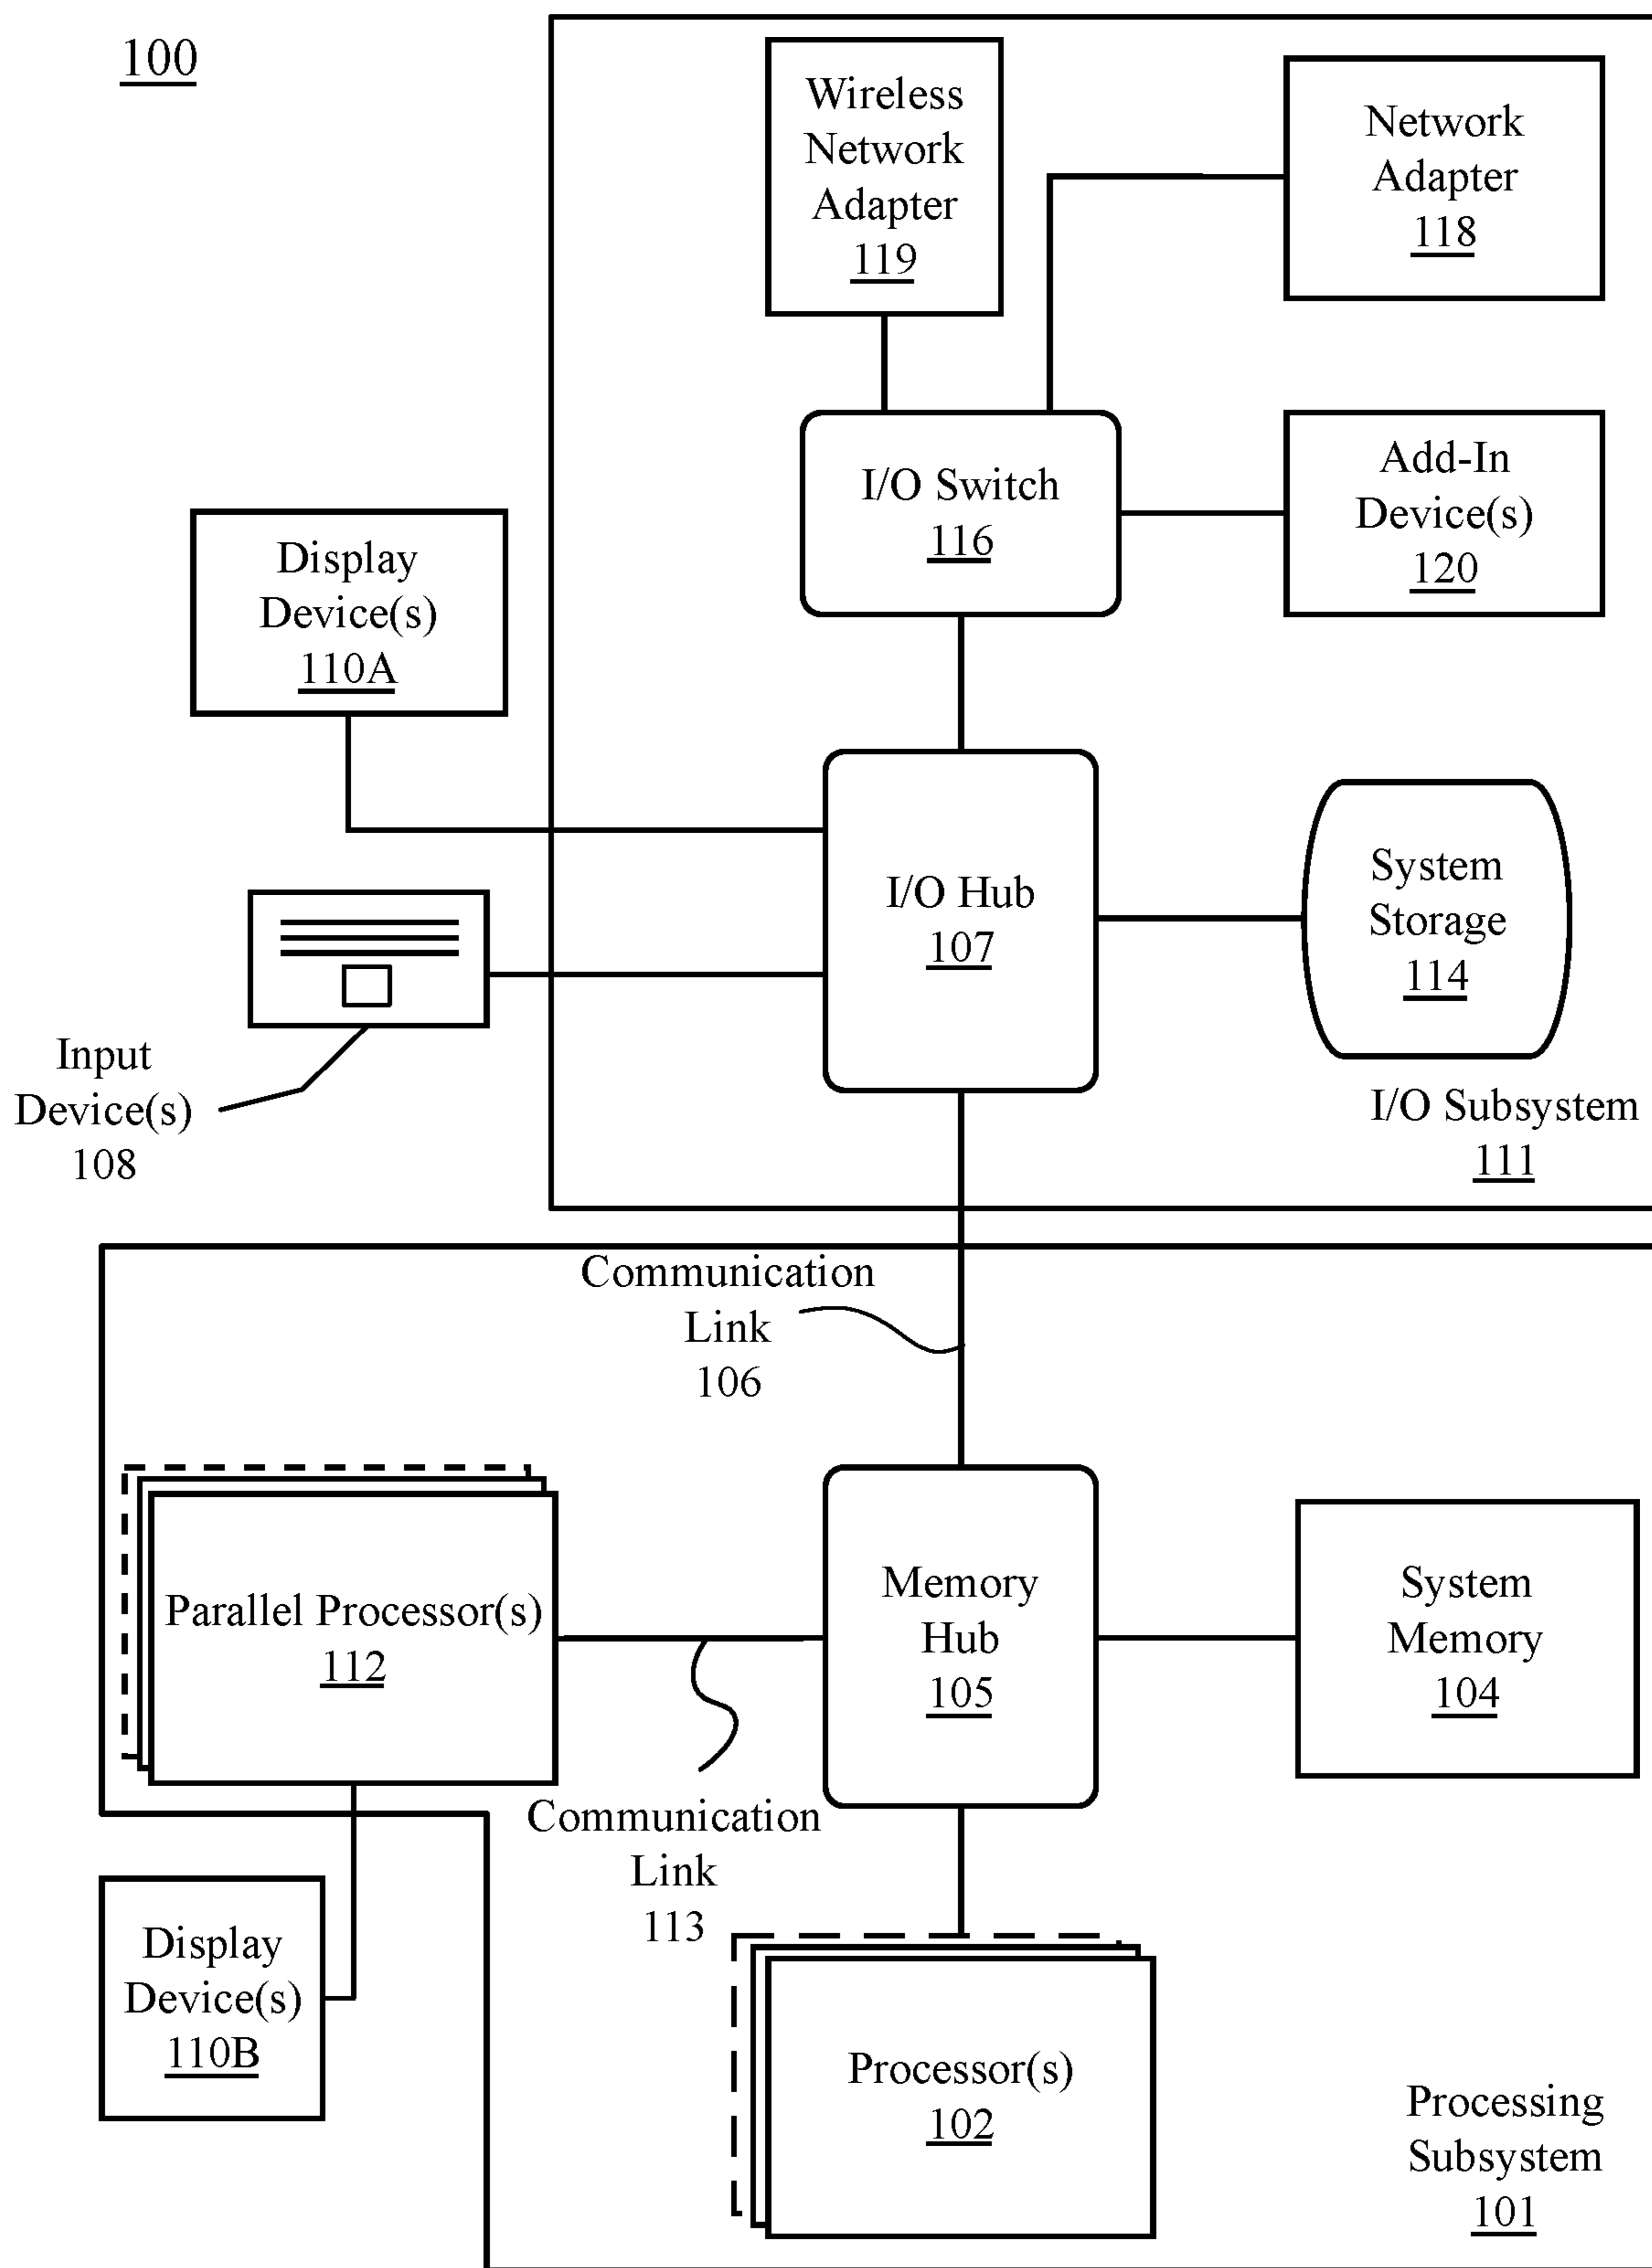 100
Wireless
Network
Adapter
119
Network
Adapter
118
I/O Switch
116
Add-In
Device(s)
120
Display
Device(s)
110A
I/O Hub
107
System
Storage
114
Input
Device(s)
108
I/O Subsystem
111
Communication
Link
106
Parallel Processor(s)
112
Memory
Hub
105
System
Memory
104
Communication
Link
113
Display
Device(s)
110B
Processor(s)
102
Processing
Subsystem
101